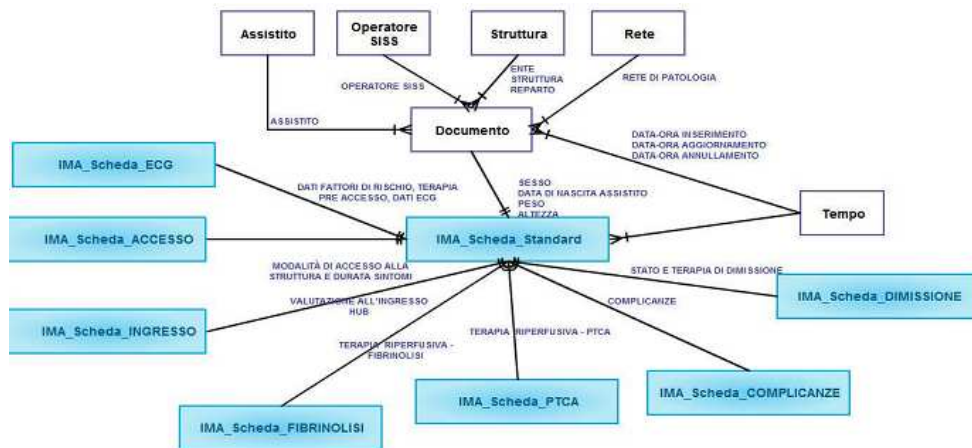 Assistito
Operatore
SISS
Struttura
Rete
OPERATORE SISS
ENTE
STRUTTURA
REPARTO
RETE DI PATOLOGIA
ASSISTITO
Documento
DATA-ORA INSERIMENTO
DATA-ORA AGGIORNAMENTO
DATA-ORA ANNULLAMENTO
IMA_Scheda_ECG
DATI FATTORI DI RISCHIO, TERAPIA
PRE ACCESSO, DATI ECG
SESSO
DATA DI NASCITA ASSISTITO
PESO
ALTEZZA
Tempo
IMA_Scheda_ACCESSO
IMA_Scheda_Standard
MODALITÀ DI ACCESSO ALLA
STRUTTURA E DURATA SINTOMI
STATO E TERAPIA DI DIMISSIONE
IMA_Scheda_DIMISSIONE
VALUTAZIONE ALL'INGRESSO
HUB
COMPLICANZE
IMA_Scheda_INGRESSO
TERAPIA RIPERFUSIVA -
FIBRINOLISI
TERAPIA RIPERFUSIVA - PTCA
IMA_Scheda_COMPLICANZE
IMA_Scheda_PTCA
IMA_Scheda_FIBRINOLISI